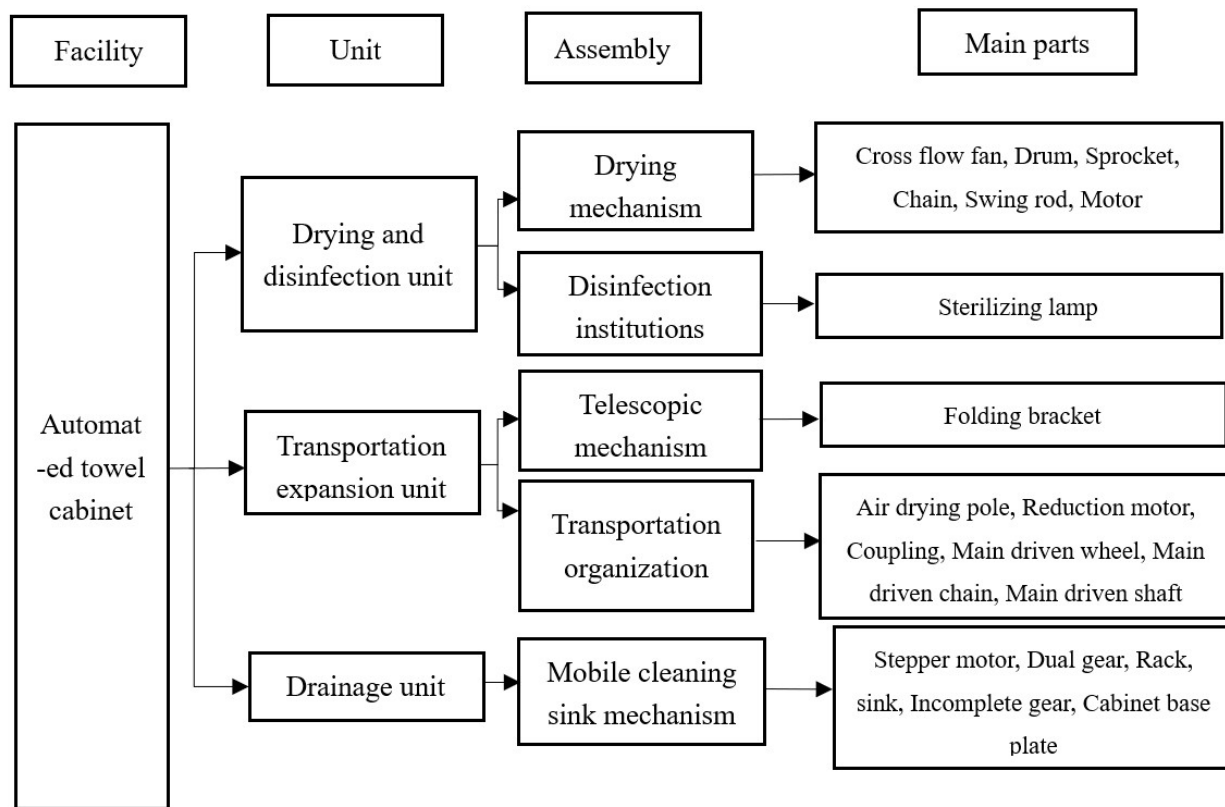 Facility
Unit
Assembly
Main parts
Automat
-ed towel
cabinet
Drying and
disinfection unit
Transportation
expansion unit
Drainage unit
Drying
mechanism
Disinfection
institutions
Telescopic
mechanism
Transportation
organization
Mobile cleaning
sink mechanism
Cross flow fan, Drum, Sprocket,
Chain, Swing rod, Motor
Sterilizing lamp
Folding bracket
Air drying pole, Reduction motor,
Coupling, Main driven wheel, Main
driven chain, Main driven shaft
Stepper motor, Dual gear, Rack,
sink, Incomplete gear, Cabinet base
plate